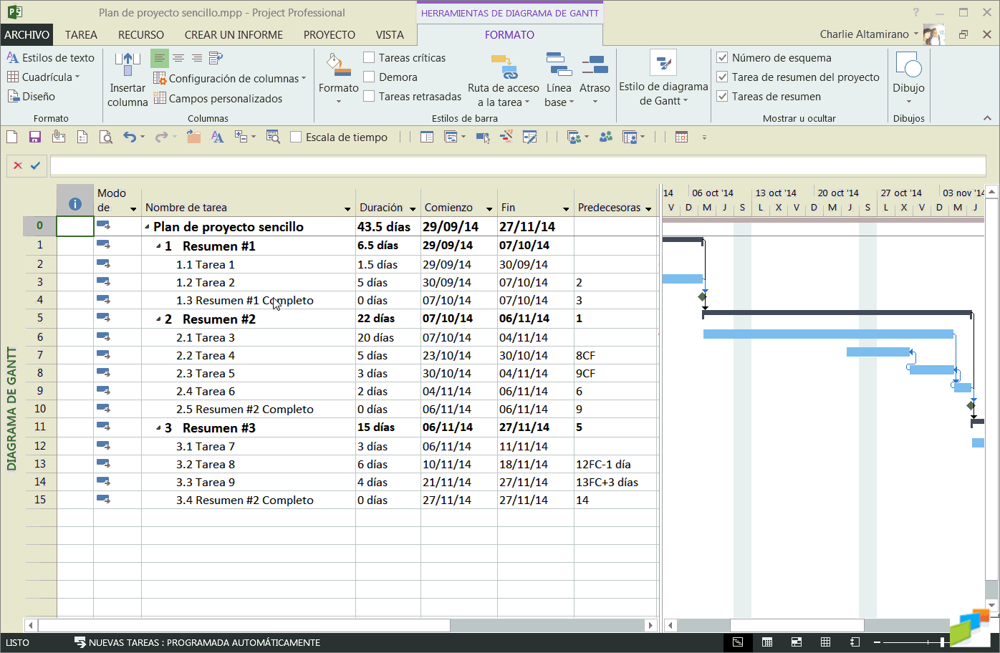 Plan de proyecto sencillo.mpp - Project Professional
HERRAMIENTAS DE DIAGRAMA DE GANTT
ARCHIVO TAREA RECURSO CREAR UN INFORME PROYECTO VISTA FORMATO
Charlie Altamirano
Estilos de texto
Cuadrícula
Diseño
Formato
Insertar
columna
Configuración de columnas
Campos personalizados
Columnas
Formato
Tareas críticas
Demora
Tareas retrasadas
Ruta de acceso
a la tarea
Línea
base
Atraso
Estilos de barra
Estilo de diagrama
de Gantt
Número de esquema
Tarea de resumen del proyecto
Tareas de resumen
Mostrar u ocultar
Dibujo
Dibujos
Escala de tiempo
Modo
de
Nombre de tarea
Duración
Comienzo
Fin
Predecesoras
14 06 oct '14 13 oct '14 20 oct '14 27 oct '14 03 nov '14
V D M J S L X V D M J S L X V D M J
0 Plan de proyecto sencillo 43.5 días 29/09/14 27/11/14
1 1 Resumen #1 6.5 días 29/09/14 07/10/14
2 1.1 Tarea 1 1.5 días 29/09/14 30/09/14
3 1.2 Tarea 2 5 días 30/09/14 07/10/14 2
4 1.3 Resumen #1 Completo 0 días 07/10/14 07/10/14 3
5 2 Resumen #2 22 días 07/10/14 06/11/14 1
6 2.1 Tarea 3 20 días 07/10/14 04/11/14
7 2.2 Tarea 4 5 días 23/10/14 30/10/14 8CF
8 2.3 Tarea 5 3 días 30/10/14 04/11/14 9CF
9 2.4 Tarea 6 2 días 04/11/14 06/11/14 6
10 2.5 Resumen #2 Completo 0 días 06/11/14 06/11/14 9
11 3 Resumen #3 15 días 06/11/14 27/11/14 5
12 3.1 Tarea 7 3 días 06/11/14 11/11/14
13 3.2 Tarea 8 6 días 10/11/14 18/11/14 12FC-1 día
14 3.3 Tarea 9 4 días 21/11/14 27/11/14 13FC+3 días
15 3.4 Resumen #2 Completo 0 días 27/11/14 27/11/14 14
DIAGRAMA DE GANTT
LISTO
NUEVAS TAREAS : PROGRAMADA AUTOMÁTICAMENTE